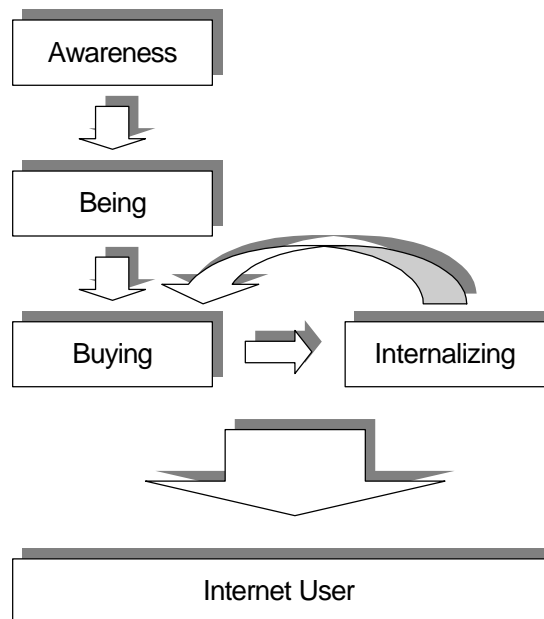 Awareness
Being
Buying
Internalizing
Internet User